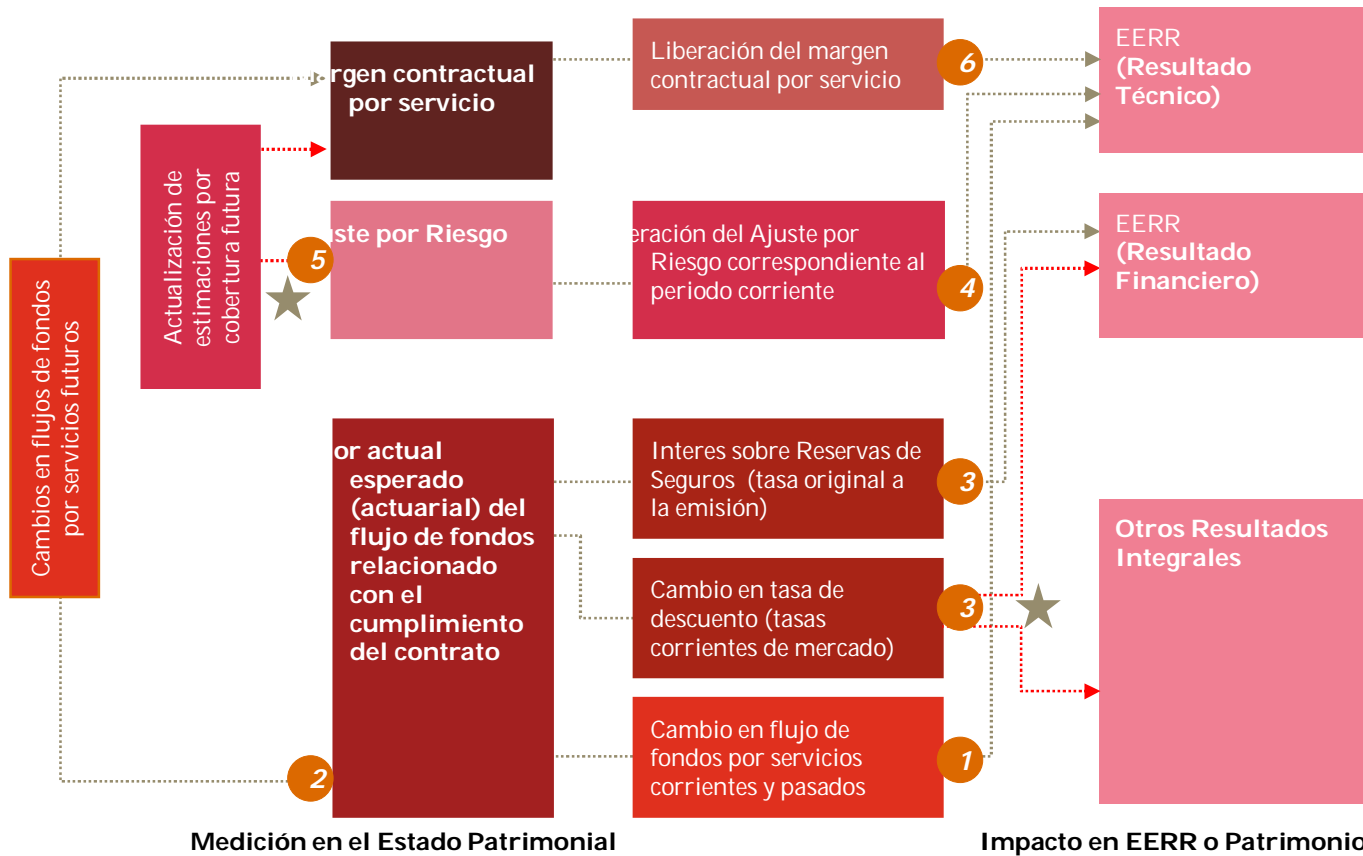 Cambios en flujos de fondos
por servicios futuros
Actualización de
estimaciones por
cobertura futura
rgen contractual
por servicio
Liberación del margen
contractual por servicio
6
EERR
(Resultado
Técnico)
5
ste por Riesgo
eración del Ajuste por
Riesgo correspondiente al
periodo corriente
4
EERR
(Resultado
Financiero)
2
or actual
esperado
(actuarial) del
flujo de fondos
relacionado
con el
cumplimiento
del contrato
Interes sobre Reservas de
Seguros (tasa original a
la emisión)
3
Cambio en tasa de
descuento (tasas
corrientes de mercado)
3
Cambio en flujo de
fondos por servicios
corrientes y pasados
1
Otros Resultados
Integrales
Medición en el Estado Patrimonial
Impacto en EERR o Patrimonio